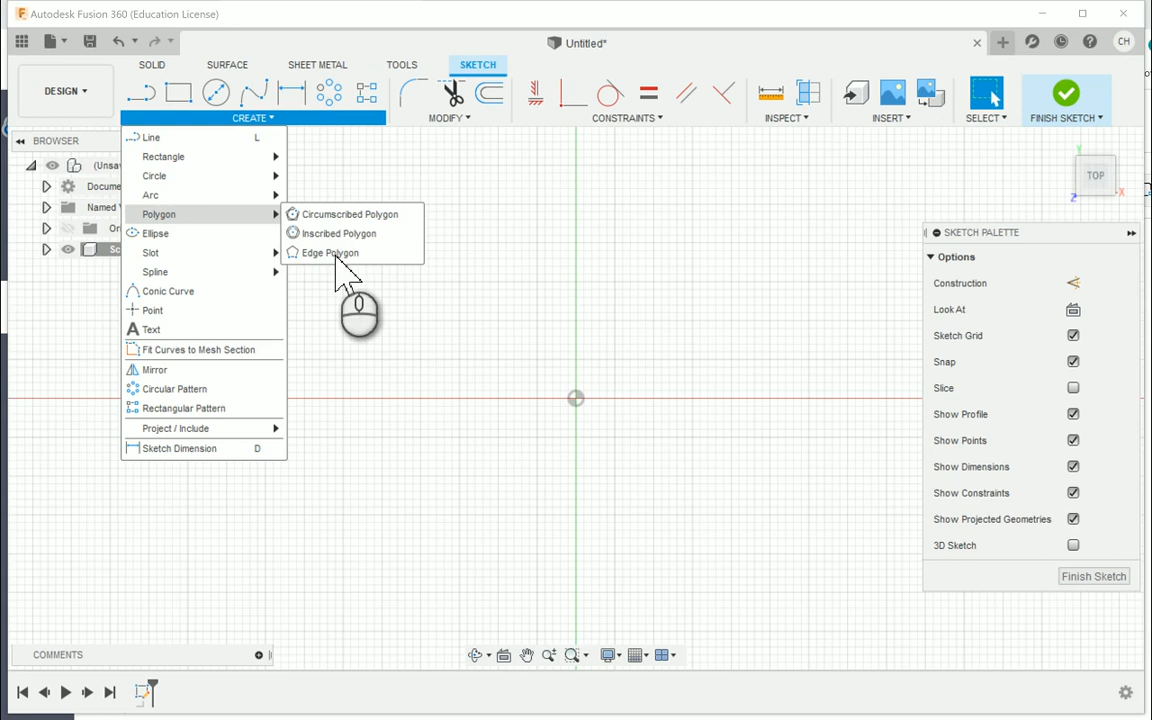 Autodesk Fusion 360 (Education License)
Untitled*
CH
DESIGN
SOLID
SURFACE
SHEET METAL
TOOLS
SKETCH
CREATE
MODIFY
CONSTRAINTS
INSPECT
INSERT
SELECT
FINISH SKETCH
BROWSER
(Unsa
Docume
Named V
Ori
Sc
Line L
Rectangle
Circle
Arc
Polygon
Ellipse
Slot
Spline
Conic Curve
Point
Text
Fit Curves to Mesh Section
Mirror
Circular Pattern
Rectangular Pattern
Project / Include
Sketch Dimension D
Circumscribed Polygon
Inscribed Polygon
Edge Polygon
Y
TOP
X
Z
SKETCH PALETTE
Options
Construction
Look At
Sketch Grid
Snap
Slice
Show Profile
Show Points
Show Dimensions
Show Constraints
Show Projected Geometries
3D Sketch
Finish Sketch
COMMENTS